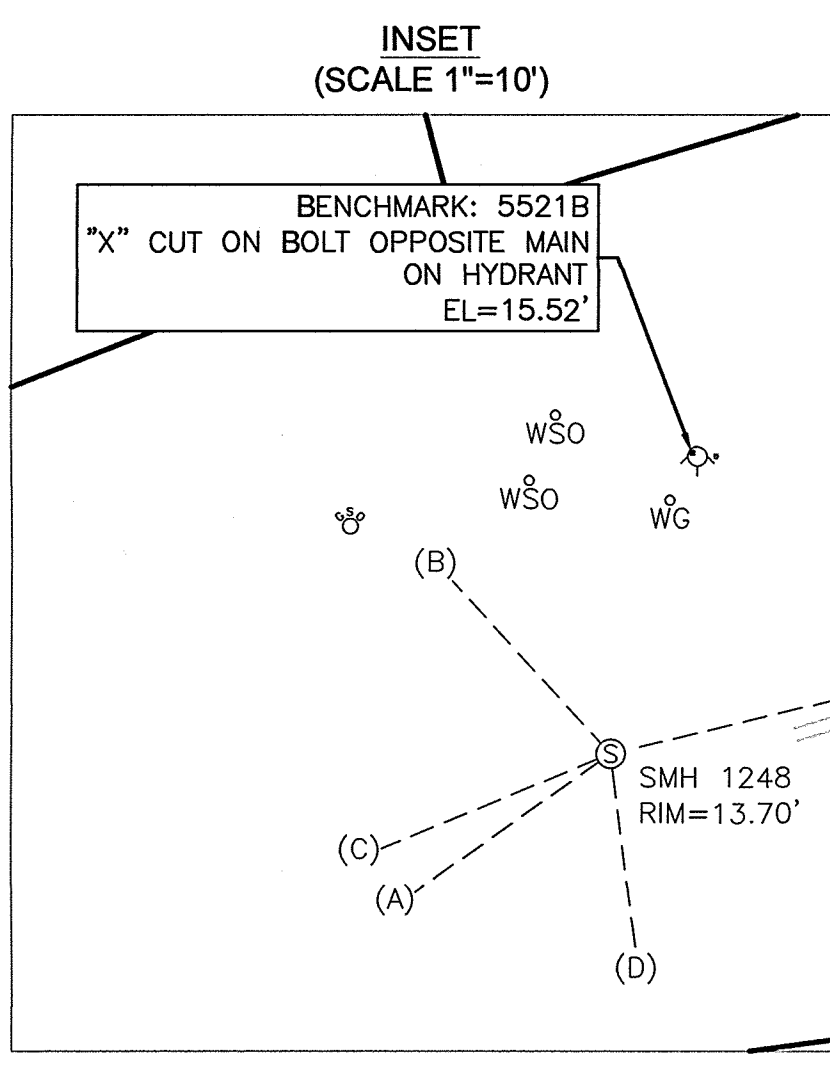 INSET
(SCALE 1"=10')
BENCHMARK: 5521B
"X" CUT ON BOLT OPPOSITE MAIN
ON HYDRANT
EL=15.52'
WSO
WSO
WG
GSO
(B)
S
SMH 1248
RIM=13.70'
(C)
(A)
(D)